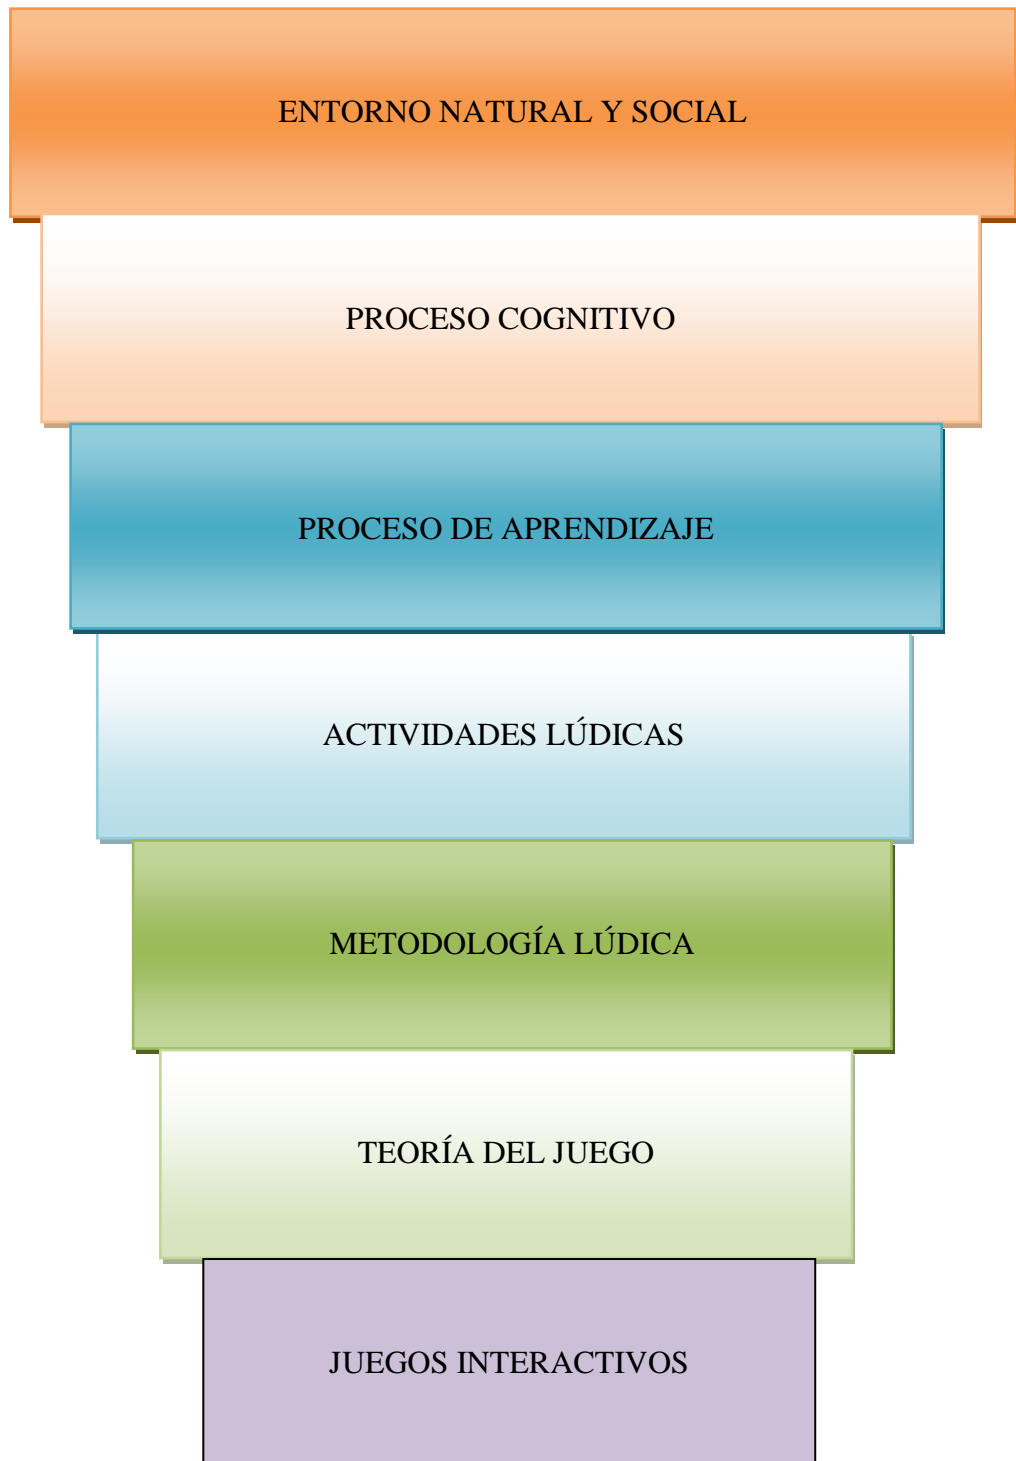 ENTORNO NATURAL Y SOCIAL
PROCESO COGNITIVO
PROCESO DE APRENDIZAJE
ACTIVIDADES LÚDICAS
METODOLOGÍA LÚDICA
TEORÍA DEL JUEGO
JUEGOS INTERACTIVOS